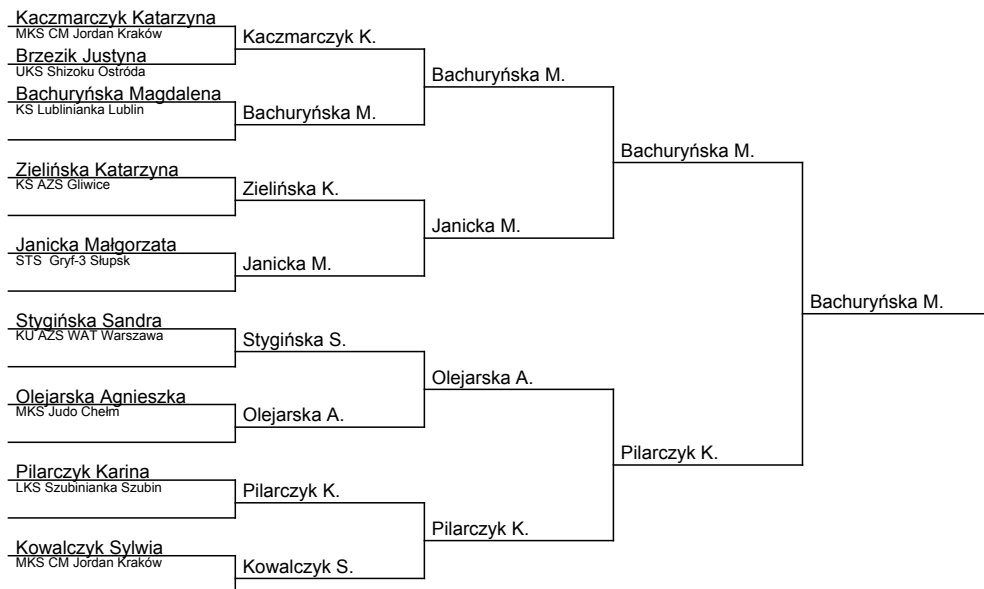 Kaczmarczyk Katarzyna
MKS CM Jordan Kraków
Brzezik Justyna
UKS Shizoku Ostróda
Bachuryńska Magdalena
KS Lublinianka Lublin
Zielińska Katarzyna
KS AZS Gliwice
Janicka Małgorzata
STS Gryf-3 Słupsk
Stygińska Sandra
KU AZS WAT Warszawa
Olejarska Agnieszka
MKS Judo Chełm
Pilarczyk Karina
LKS Szubinianka Szubin
Kowalczyk Sylwia
MKS CM Jordan Kraków
Kaczmarczyk K.
Bachuryńska M.
Zielińska K.
Janicka M.
Stygińska S.
Olejarska A.
Pilarczyk K.
Kowalczyk S.
Bachuryńska M.
Janicka M.
Olejarska A.
Pilarczyk K.
Bachuryńska M.
Pilarczyk K.
Bachuryńska M.